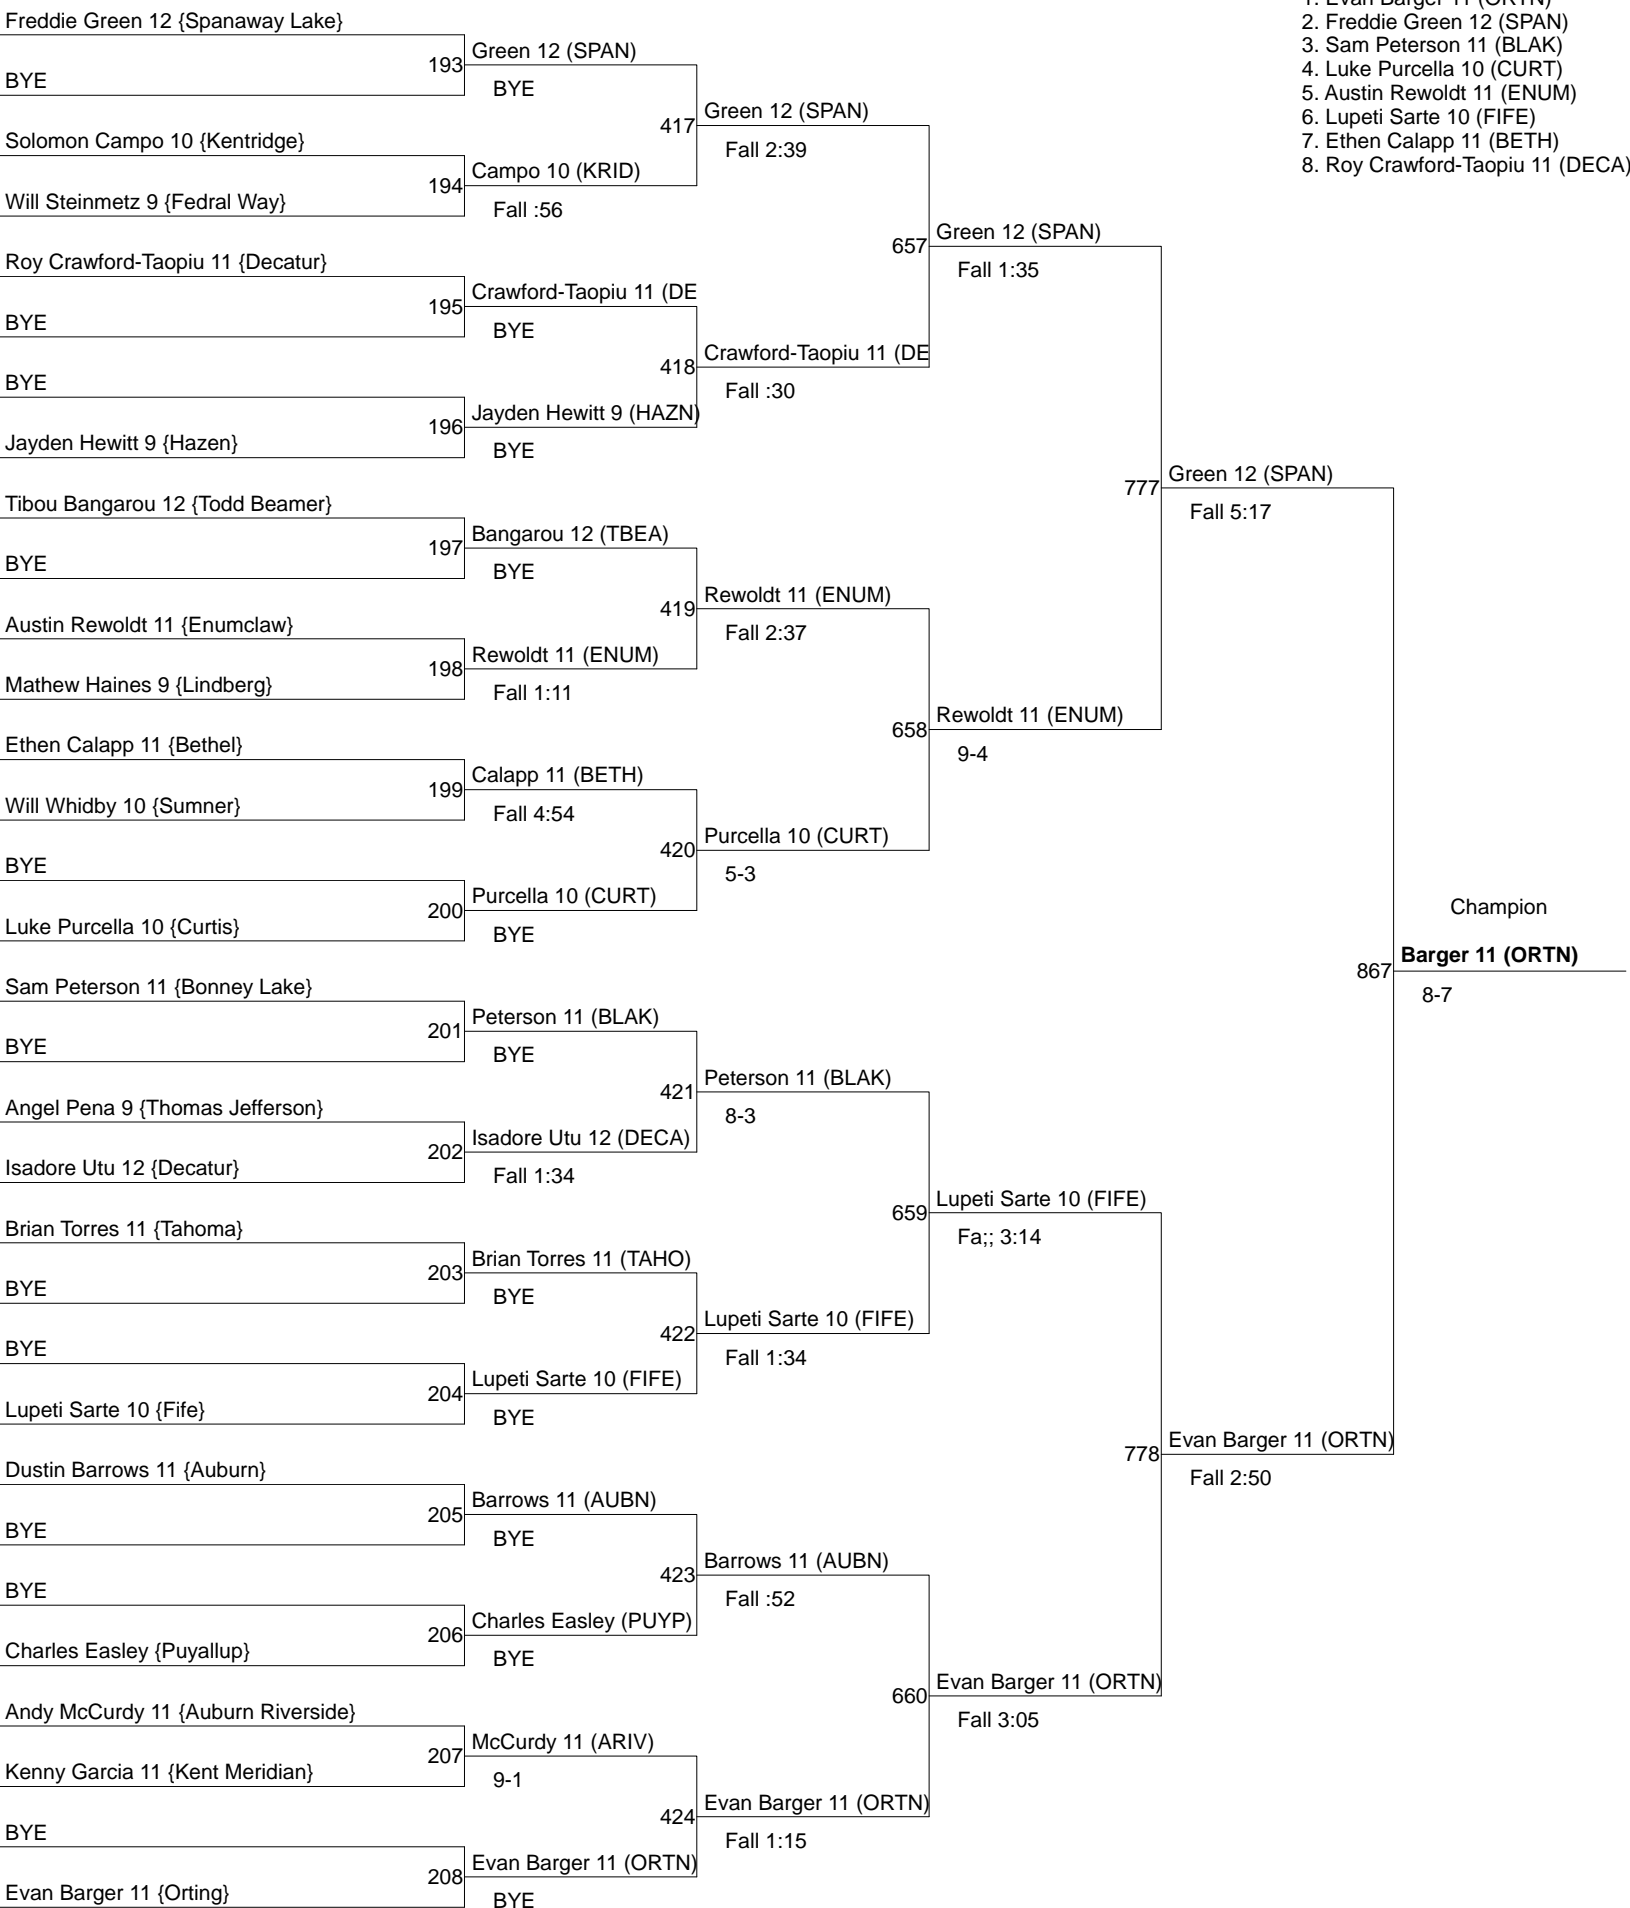 1. Evan Barger 11 (ORTN)
2. Freddie Green 12 (SPAN)
3. Sam Peterson 11 (BLAK)
4. Luke Purcella 10 (CURT)
5. Austin Rewoldt 11 (ENUM)
6. Lupeti Sarte 10 (FIFE)
7. Ethen Calapp 11 (BETH)
8. Roy Crawford-Taopiu 11 (DECA)
Freddie Green 12 {Spanaway Lake}
BYE
Solomon Campo 10 {Kentridge}
Will Steinmetz 9 {Fedral Way}
Roy Crawford-Taopiu 11 {Decatur}
BYE
BYE
Jayden Hewitt 9 {Hazen}
Tibou Bangarou 12 {Todd Beamer}
BYE
Austin Rewoldt 11 {Enumclaw}
Mathew Haines 9 {Lindberg}
Ethen Calapp 11 {Bethel}
Will Whidby 10 {Sumner}
BYE
Luke Purcella 10 {Curtis}
Sam Peterson 11 {Bonney Lake}
BYE
Angel Pena 9 {Thomas Jefferson}
Isadore Utu 12 {Decatur}
Brian Torres 11 {Tahoma}
BYE
BYE
Lupeti Sarte 10 {Fife}
Dustin Barrows 11 {Auburn}
BYE
BYE
Charles Easley {Puyallup}
Andy McCurdy 11 {Auburn Riverside}
Kenny Garcia 11 {Kent Meridian}
BYE
Evan Barger 11 {Orting}
193 Green 12 (SPAN)
BYE
194 Campo 10 (KRID)
Fall :56
195 Crawford-Taopiu 11 (DE
BYE
196 Jayden Hewitt 9 (HAZN)
BYE
197 Bangarou 12 (TBEA)
BYE
198 Rewoldt 11 (ENUM)
Fall 1:11
199 Calapp 11 (BETH)
Fall 4:54
200 Purcella 10 (CURT)
BYE
201 Peterson 11 (BLAK)
BYE
202 Isadore Utu 12 (DECA)
Fall 1:34
203 Brian Torres 11 (TAHO)
BYE
204 Lupeti Sarte 10 (FIFE)
BYE
205 Barrows 11 (AUBN)
BYE
206 Charles Easley (PUYP)
BYE
207 McCurdy 11 (ARIV)
9-1
208 Evan Barger 11 (ORTN)
BYE
417 Green 12 (SPAN)
Fall 2:39
418 Crawford-Taopiu 11 (DE
Fall :30
419 Rewoldt 11 (ENUM)
Fall 2:37
420 Purcella 10 (CURT)
5-3
421 Peterson 11 (BLAK)
8-3
422 Lupeti Sarte 10 (FIFE)
Fall 1:34
423 Barrows 11 (AUBN)
Fall :52
424 Evan Barger 11 (ORTN)
Fall 1:15
657 Green 12 (SPAN)
Fall 1:35
658 Rewoldt 11 (ENUM)
9-4
659 Lupeti Sarte 10 (FIFE)
Fa;; 3:14
660 Evan Barger 11 (ORTN)
Fall 3:05
777 Green 12 (SPAN)
Fall 5:17
778 Evan Barger 11 (ORTN)
Fall 2:50
Champion
867 Barger 11 (ORTN)
8-7